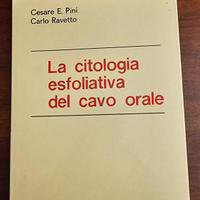 Cesare E. Pini
Carlo Ravetto
La citologia
esfoliativa
del cavo orale